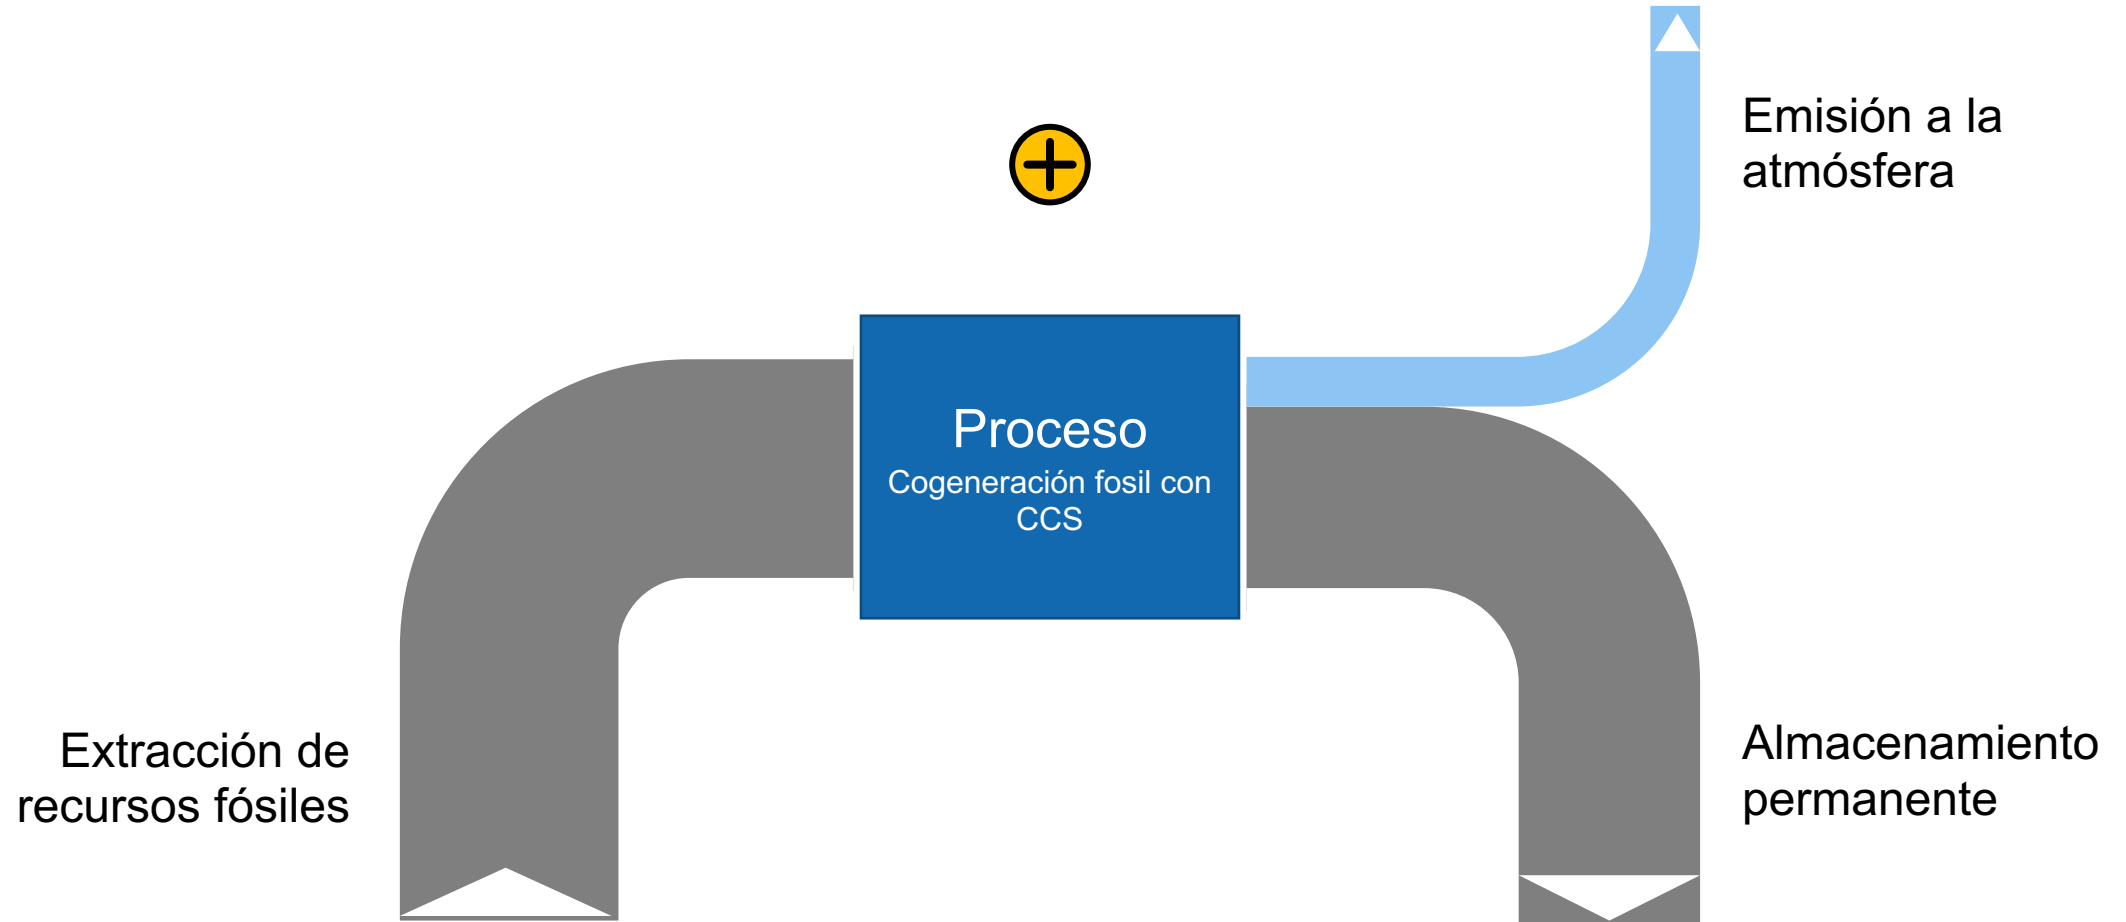 Emisión a la
atmósfera
Proceso
Cogeneración fosil con
CCS
Extracción de
recursos fósiles
Almacenamiento
permanente